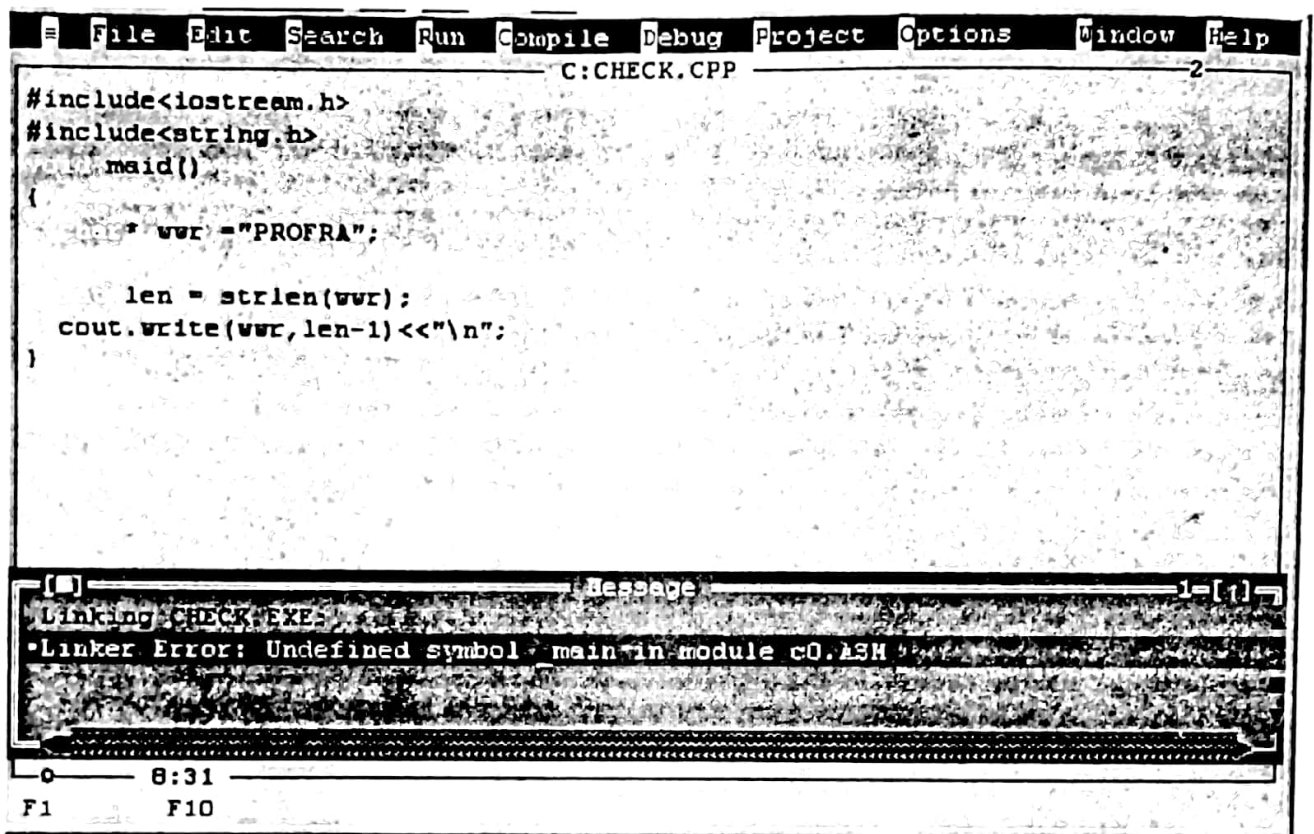 ≡ File Edit Search Run Compile Debug Project Options Window Help
C:CHECK.CPP 2
#include<iostream.h>
#include<string.h>
maid()
{
* wwr ="PROFRA";
len = strlen(wwr);
cout.write(wwr,len-1)<<"\n";
}
[■] Message 1=[↑]
Linking CHECK.EXE:
•Linker Error: Undefined symbol _main in module c0.ASM
8:31
F1 F10